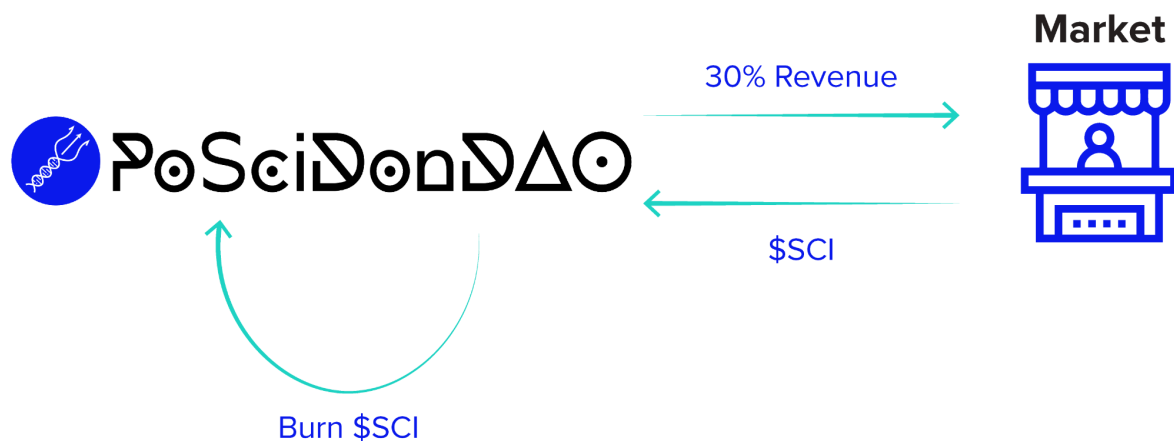 Market
30% Revenue
PoSciDonDAO
$SCI
Burn $SCI